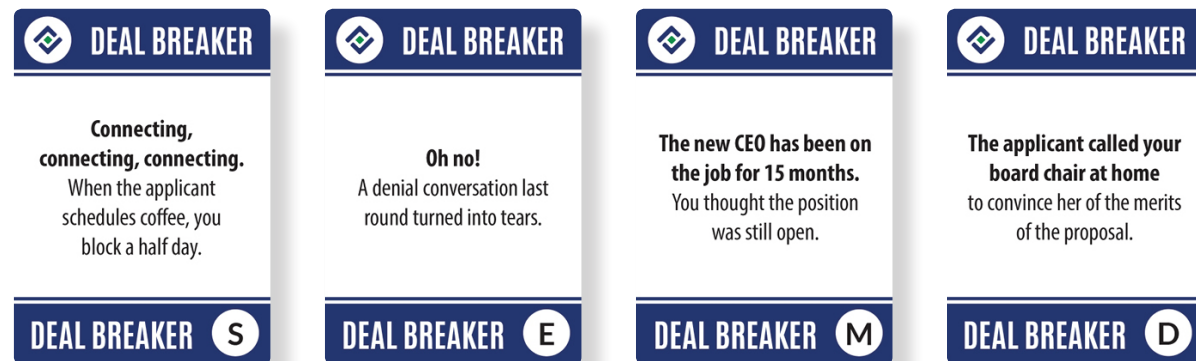 DEAL BREAKER
Connecting,
connecting, connecting.
When the applicant
schedules coffee, you
block a half day.
DEAL BREAKER S
DEAL BREAKER
Oh no!
A denial conversation last
round turned into tears.
DEAL BREAKER E
DEAL BREAKER
The new CEO has been on
the job for 15 months.
You thought the position
was still open.
DEAL BREAKER M
DEAL BREAKER
The applicant called your
board chair at home
to convince her of the merits
of the proposal.
DEAL BREAKER D